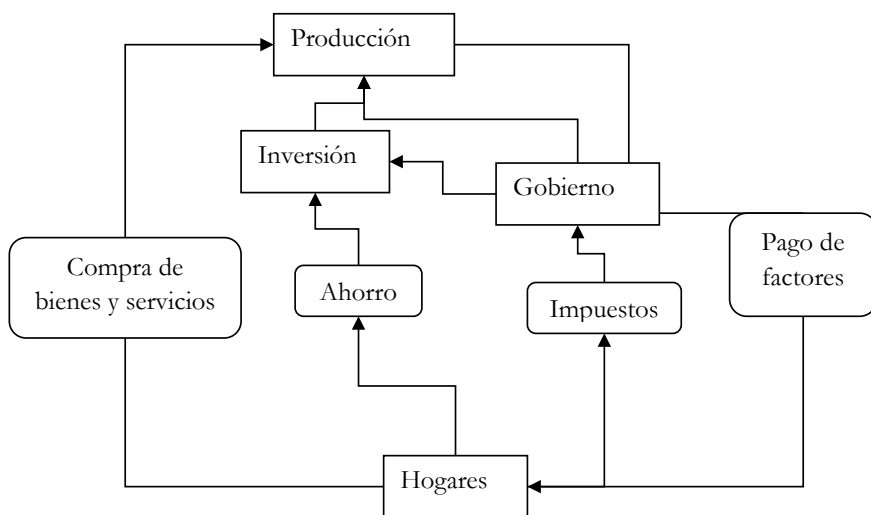 Producción
Inversión
Gobierno
Compra de
bienes y servicios
Ahorro
Impuestos
Pago de
factores
Hogares